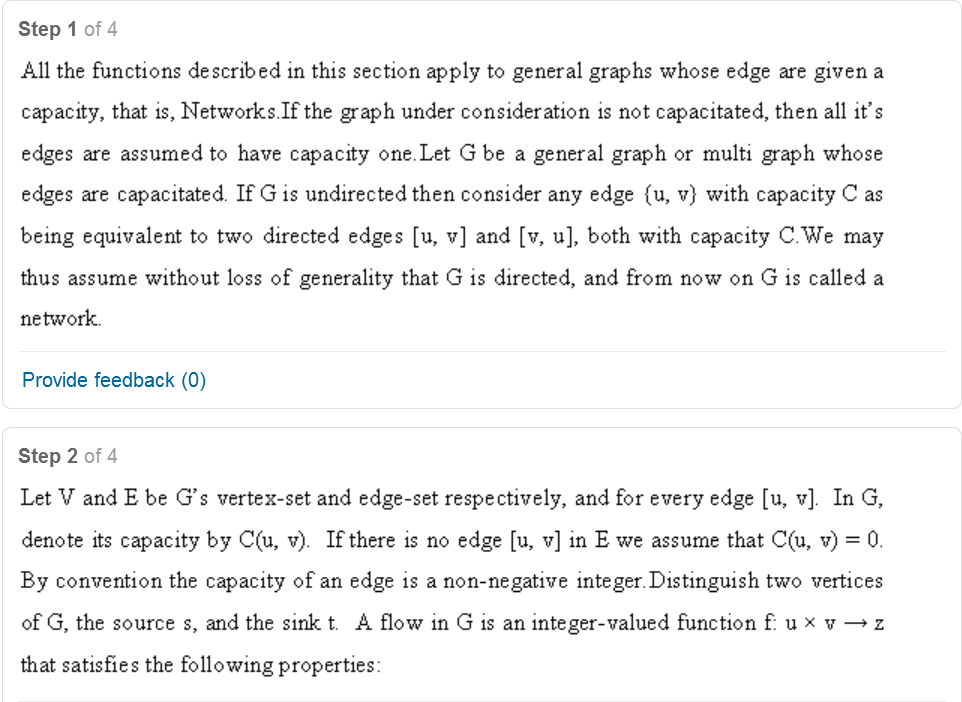 Step 1 of 4
All the functions described in this section apply to general graphs whose edge are given a
capacity, that is, Networks.If the graph under consideration is not capacitated, then all it's
edges are assumed to have capacity one.Let G be a general graph or multi graph whose
edges are capacitated. If G is undirected then consider any edge {u, v} with capacity C as
being equivalent to two directed edges [u, v] and [v, u], both with capacity C.We may
thus assume without loss of generality that G is directed, and from now on G is called a
network.
Provide feedback (0)
Step 2 of 4
Let V and E be G's vertex-set and edge-set respectively, and for every edge [u, v]. In G,
denote its capacity by C(u, v). If there is no edge [u, v] in E we assume that C(u, v) = 0.
By convention the capacity of an edge is a non-negative integer.Distinguish two vertices
of G, the source s, and the sink t. A flow in G is an integer-valued function f: u × v → z
that satisfies the following properties: